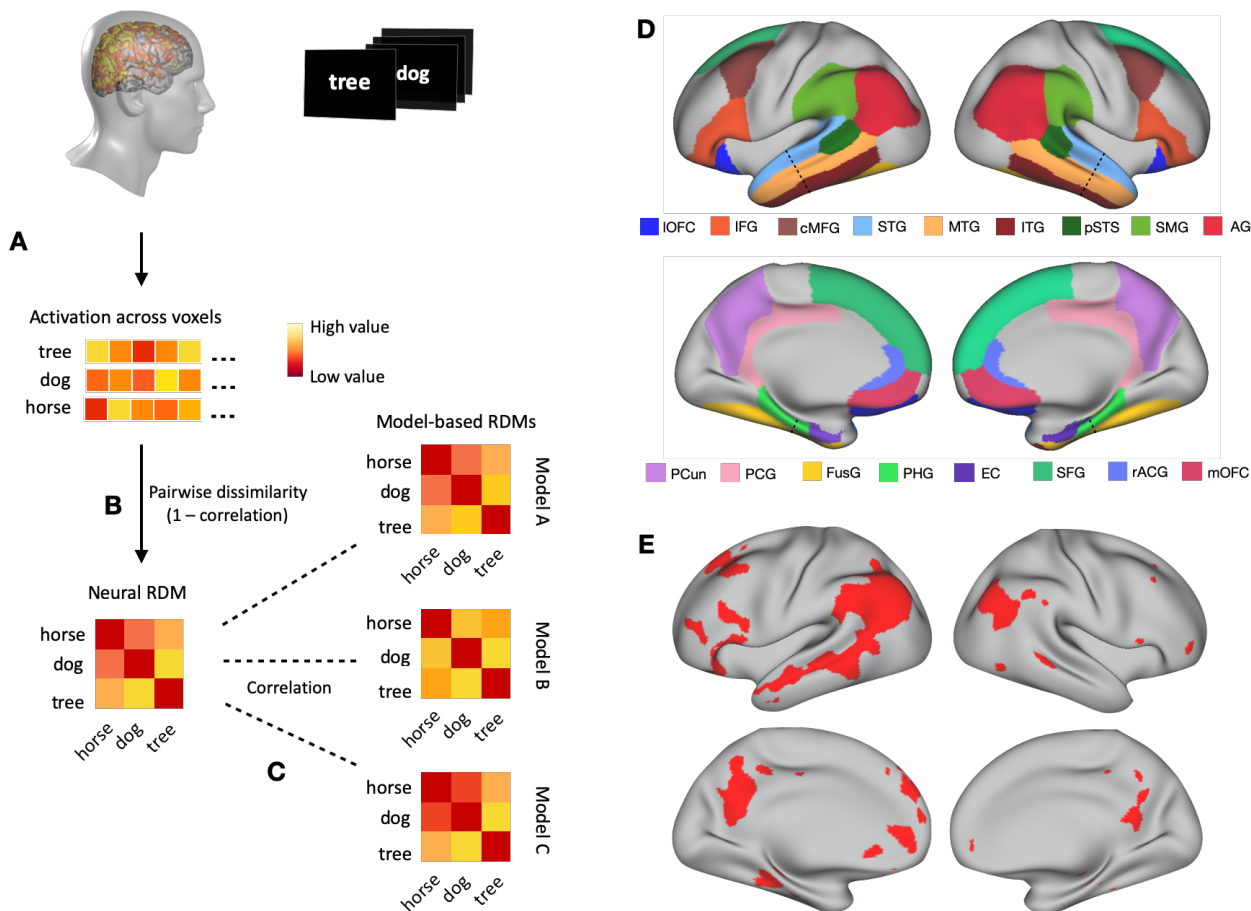 tree
dog
A
Activation across voxels
tree
dog
horse
High value
Low value
B
Pairwise dissimilarity
(1 – correlation)
Neural RDM
horse
dog
tree
horse
dog
tree
Correlation
C
Model-based RDMs
horse
dog
tree
horse
dog
tree
Model A
horse
dog
tree
horse
dog
tree
Model B
horse
dog
tree
horse
dog
tree
Model C
D
lOFC IFG cMFG STG MTG ITG pSTS SMG AG
PCun PCG FusG PHG EC SFG rACG mOFC
E